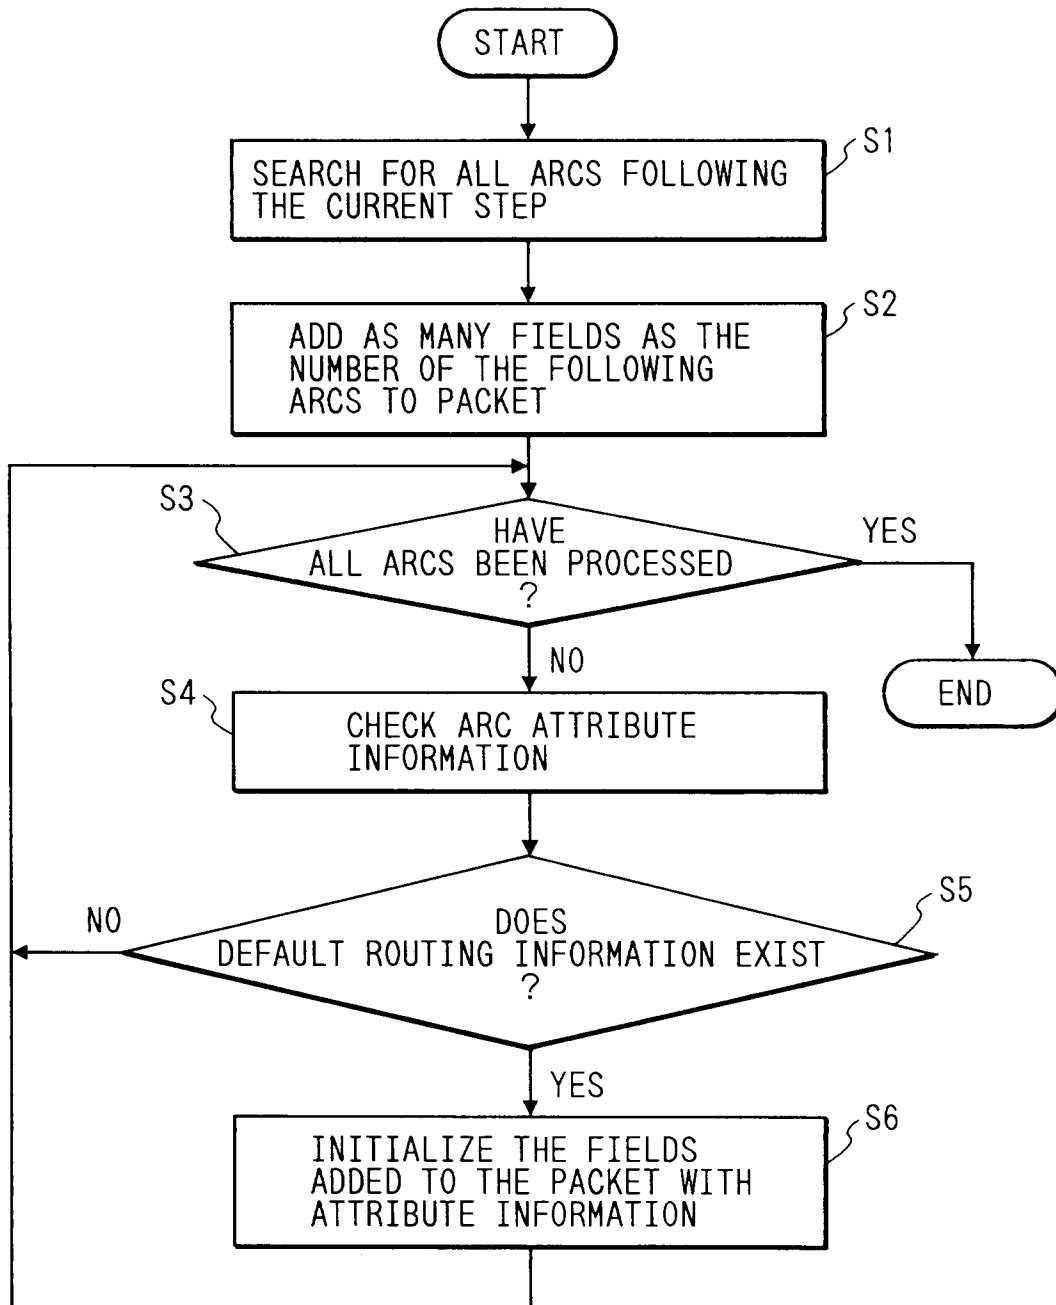 START
S1
SEARCH FOR ALL ARCS FOLLOWING
THE CURRENT STEP
S2
ADD AS MANY FIELDS AS THE
NUMBER OF THE FOLLOWING
ARCS TO PACKET
S3
HAVE
ALL ARCS BEEN PROCESSED
?
YES
NO
END
S4
CHECK ARC ATTRIBUTE
INFORMATION
S5
NO
DOES
DEFAULT ROUTING INFORMATION EXIST
?
YES
S6
INITIALIZE THE FIELDS
ADDED TO THE PACKET WITH
ATTRIBUTE INFORMATION